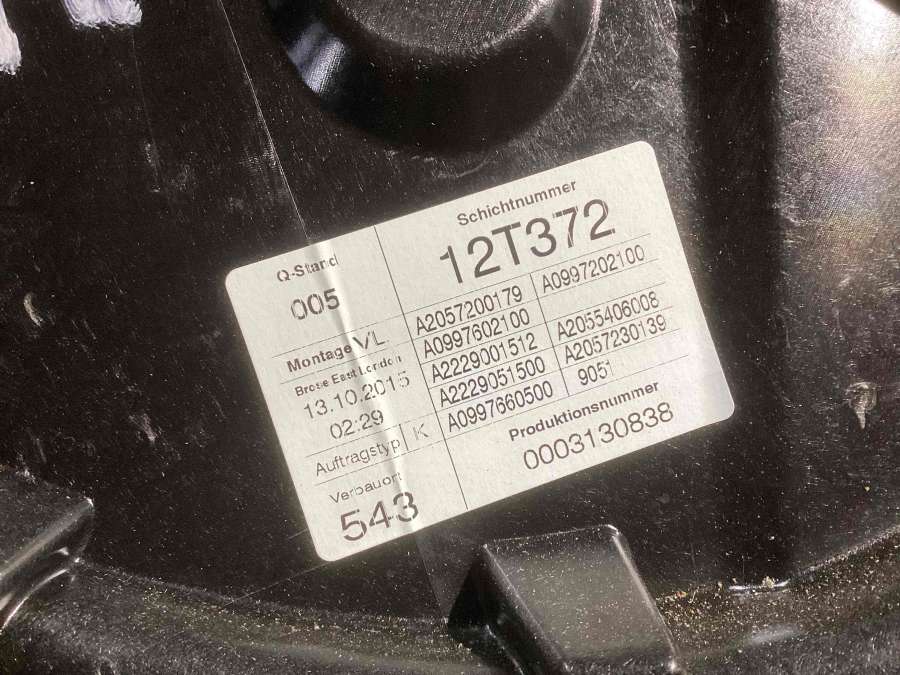 Q-Stand
005
Montage VL
Brose East London
13.10.2015
02:29
Auftragstyp K
Verbauort
543
Schichtnummer
12T372
A2057200179 A0997202100
A0997602100
A2229001512 A2055406008
A2229051500 A2057230139
A0997660500 9051
Produktionsnummer
0003130838